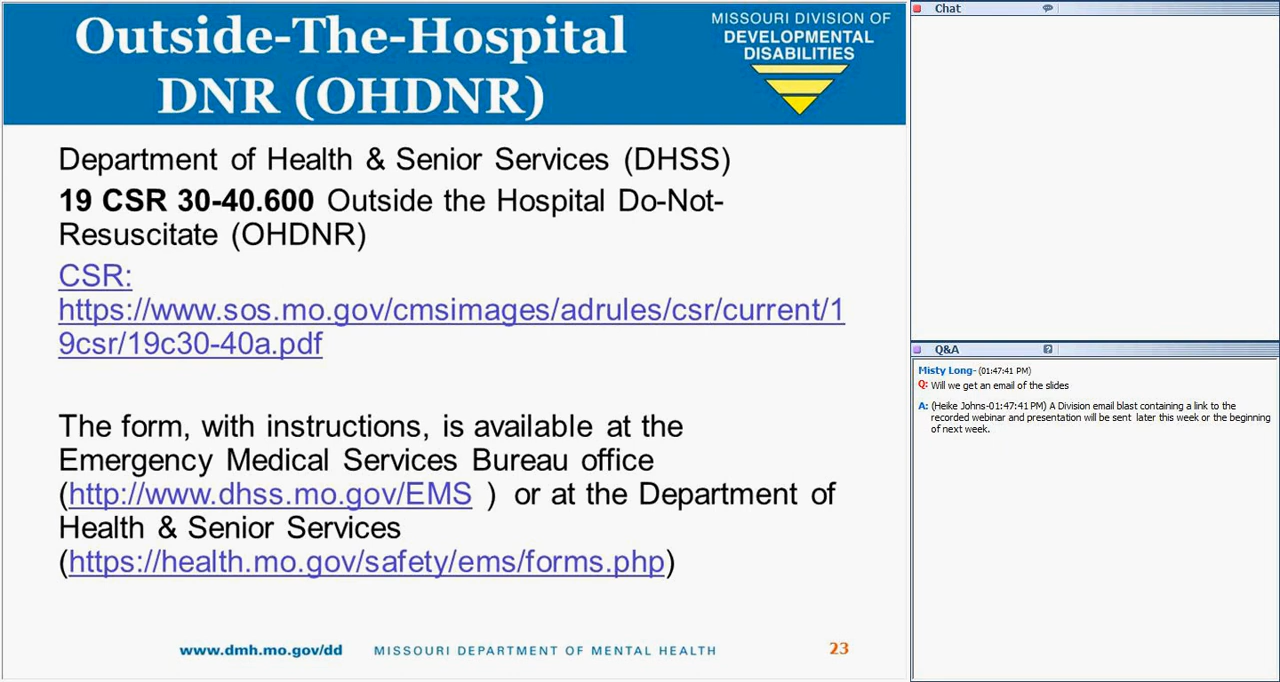 Outside-The-Hospital
DNR (OHDNR)
MISSOURI DIVISION OF
DEVELOPMENTAL
DISABILITIES
Department of Health & Senior Services (DHSS)
19 CSR 30-40.600 Outside the Hospital Do-Not-
Resuscitate (OHDNR)
CSR:
https://www.sos.mo.gov/cmsimages/adrules/csr/current/1
9csr/19c30-40a.pdf
The form, with instructions, is available at the
Emergency Medical Services Bureau office
(http://www.dhss.mo.gov/EMS ) or at the Department of
Health & Senior Services
(https://health.mo.gov/safety/ems/forms.php)
www.dmh.mo.gov/dd MISSOURI DEPARTMENT OF MENTAL HEALTH
23
Chat
Q&A
Misty Long- (01:47:41 PM)
Q: Will we get an email of the slides
A: (Heike Johns-01:47:41 PM) A Division email blast containing a link to the
recorded webinar and presentation will be sent later this week or the beginning
of next week.